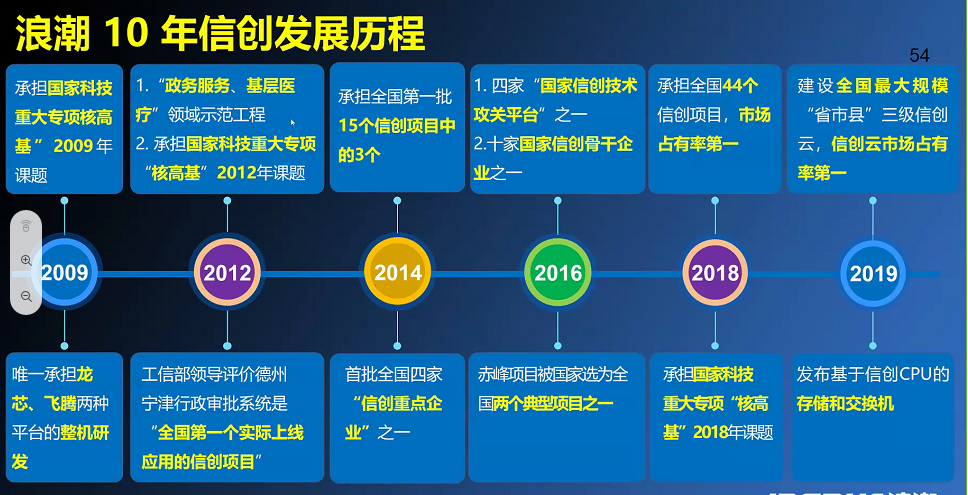 浪潮 10 年信创发展历程
54
承担国家科技
重大专项核高
基”2009年
课题
1.“政务服务、基层医
疗”领域示范工程
2. 承担国家科技重大专项
“核高基”2012年课题
承担全国第一批
15个信创项目中
的3个
1. 四家“国家信创技术
攻关平台”之一
2.十家国家信创骨干企
业之一
承担全国44个
信创项目，市场
占有率第一
建设全国最大规模
“省市县”三级信创
云，信创云市场占有
率第一
2009
2012
2014
2016
2018
2019
唯一承担龙
芯、飞腾两种
平台的整机研
发
工信部领导评价德州
宁津行政审批系统是
“全国第一个实际上线
应用的信创项目”
首批全国四家
“信创重点企
业”之一
赤峰项目被国家选为全
国两个典型项目之一
承担国家科技
重大专项“核高
基”2018年课题
发布基于信创CPU的
存储和交换机